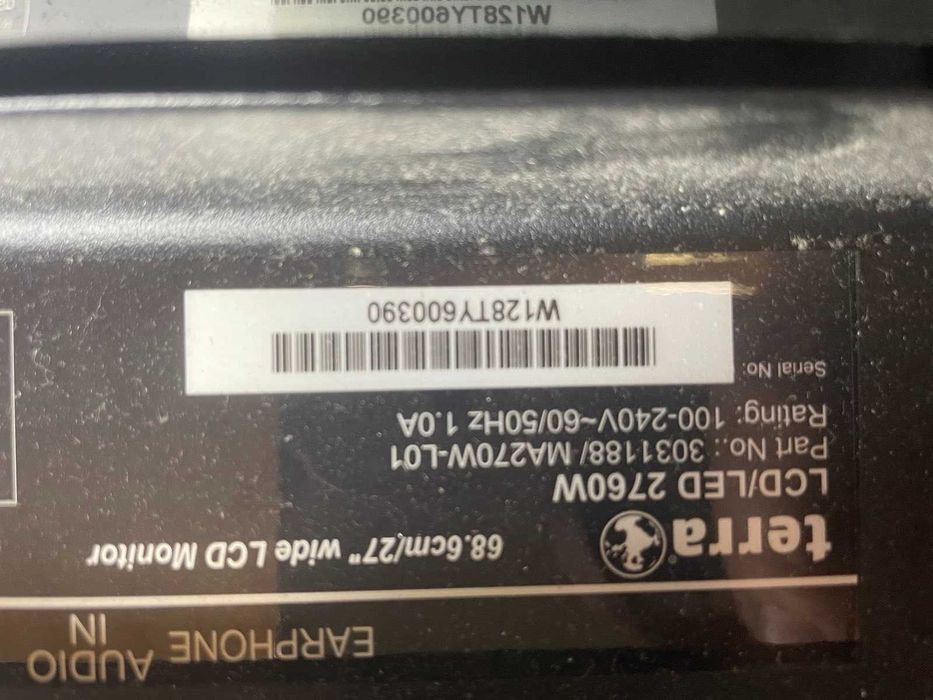 EARPHONE
AUDIO
IN
terra®
68.6cm/27" wide LCD Monitor
LCD/LED 2760W
Part No.: 3031188/ MA270W-L01
Rating: 100-240V~60/50Hz 1.0A
Serial No:
W128TY600390
W128TY600390